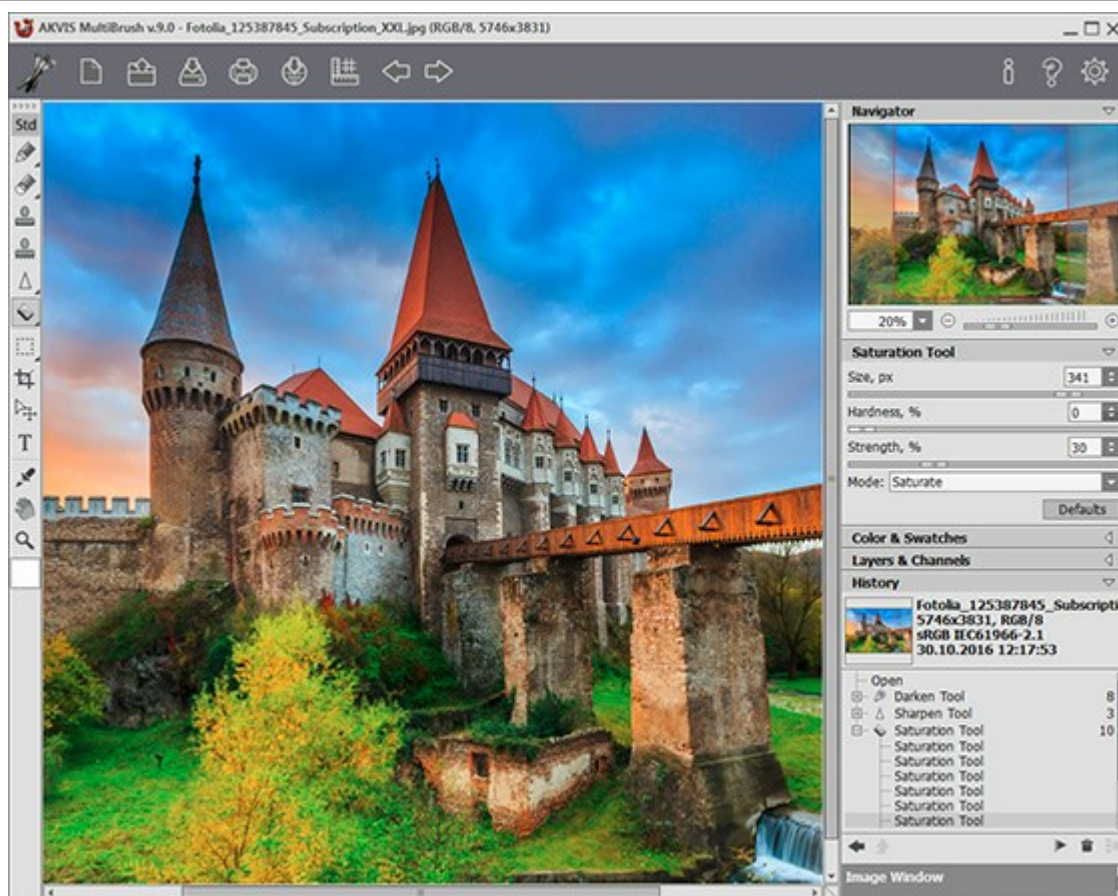 AKVIS MultiBrush v.9.0 - Fotolia_125387845_Subscription_XXL.jpg (RGB/8, 5746x3831)
Std
T
Navigator
20%
Saturation Tool
Size, px 341
Hardness, % 0
Strength, % 30
Mode: Saturate
Defaults
Color & Swatches
Layers & Channels
History
Fotolia_125387845_Subscripti
5746x3831, RGB/8
sRGB IEC61966-2.1
30.10.2016 12:17:53
Open
Darken Tool 8
Sharpen Tool 3
Saturation Tool 10
Saturation Tool
Saturation Tool
Saturation Tool
Saturation Tool
Saturation Tool
Saturation Tool
Image Window